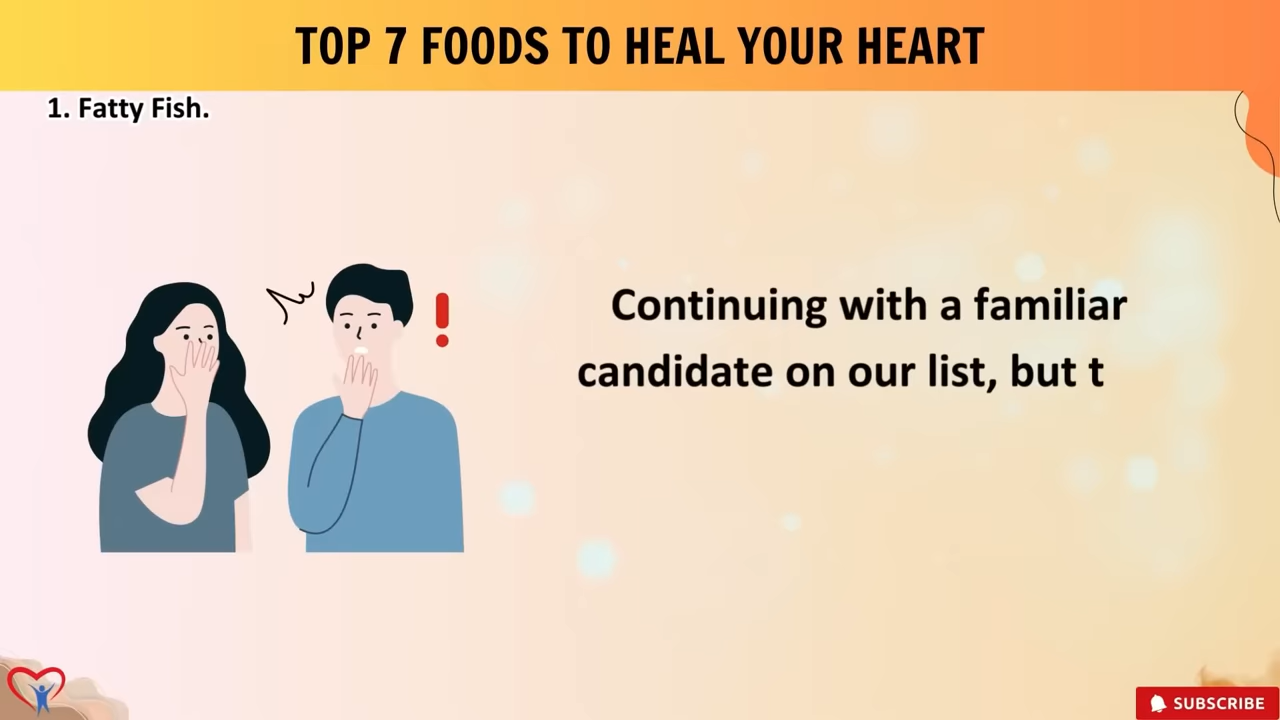 TOP 7 FOODS TO HEAL YOUR HEART
1. Fatty Fish.
Continuing with a familiar
candidate on our list, but t
SUBSCRIBE